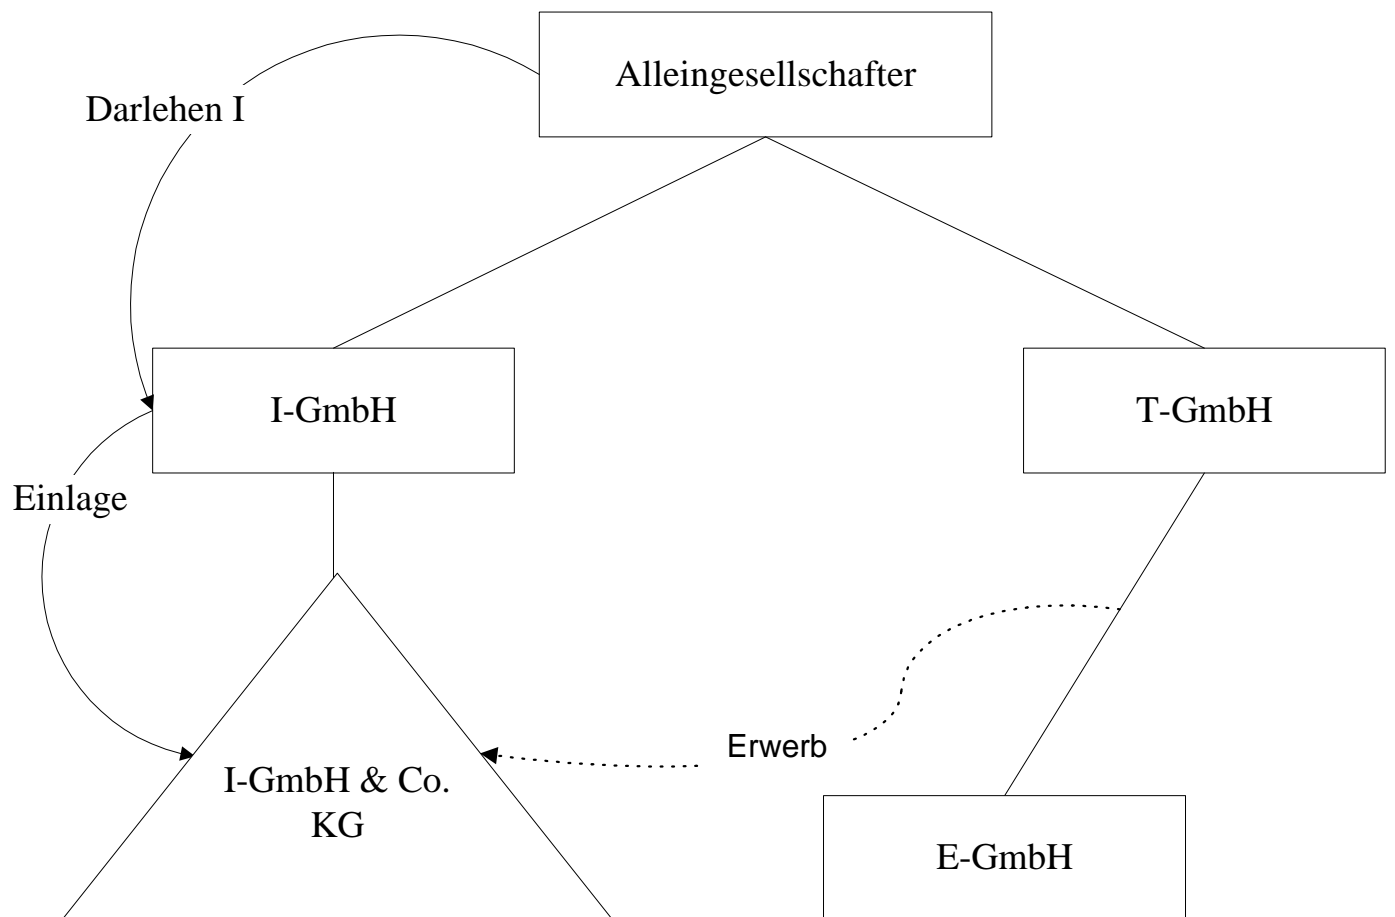 Alleingesellschafter
Darlehen I
I-GmbH
T-GmbH
Einlage
Erwerb
I-GmbH & Co.
KG
E-GmbH